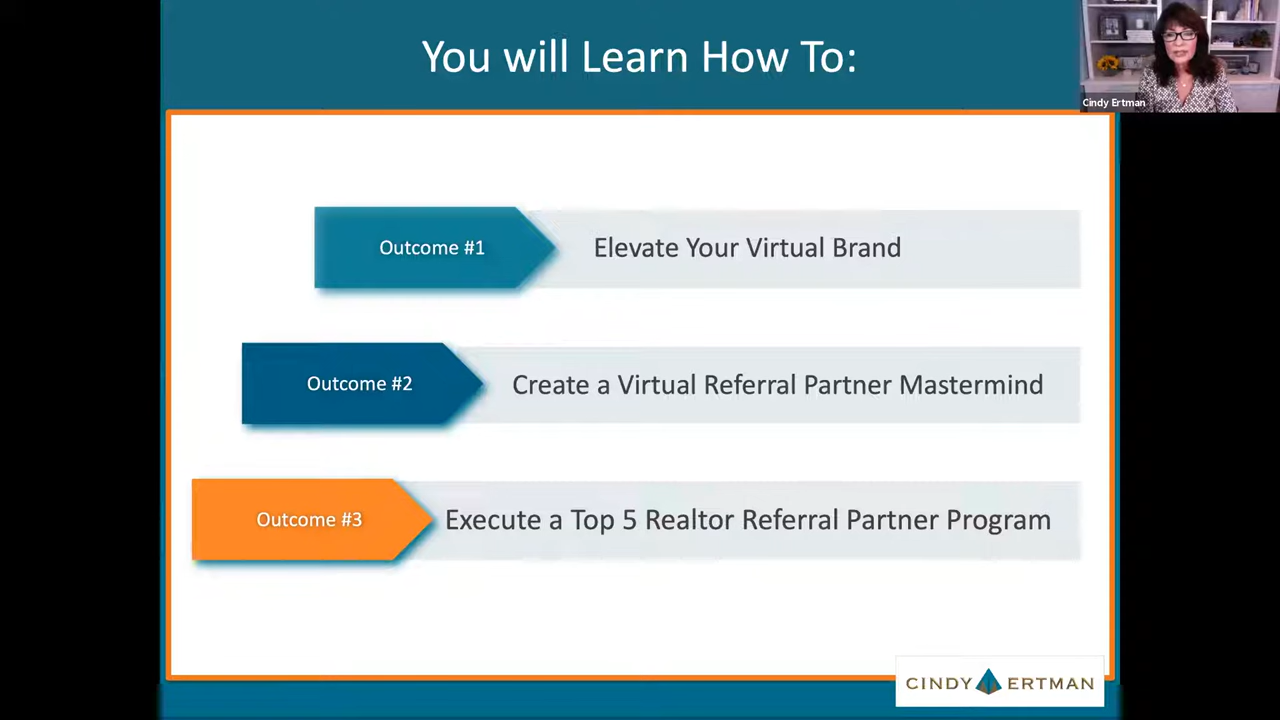 You will Learn How To:
Cindy Ertman
Outcome #1
Elevate Your Virtual Brand
Outcome #2
Create a Virtual Referral Partner Mastermind
Outcome #3
Execute a Top 5 Realtor Referral Partner Program
CINDY ERTMAN